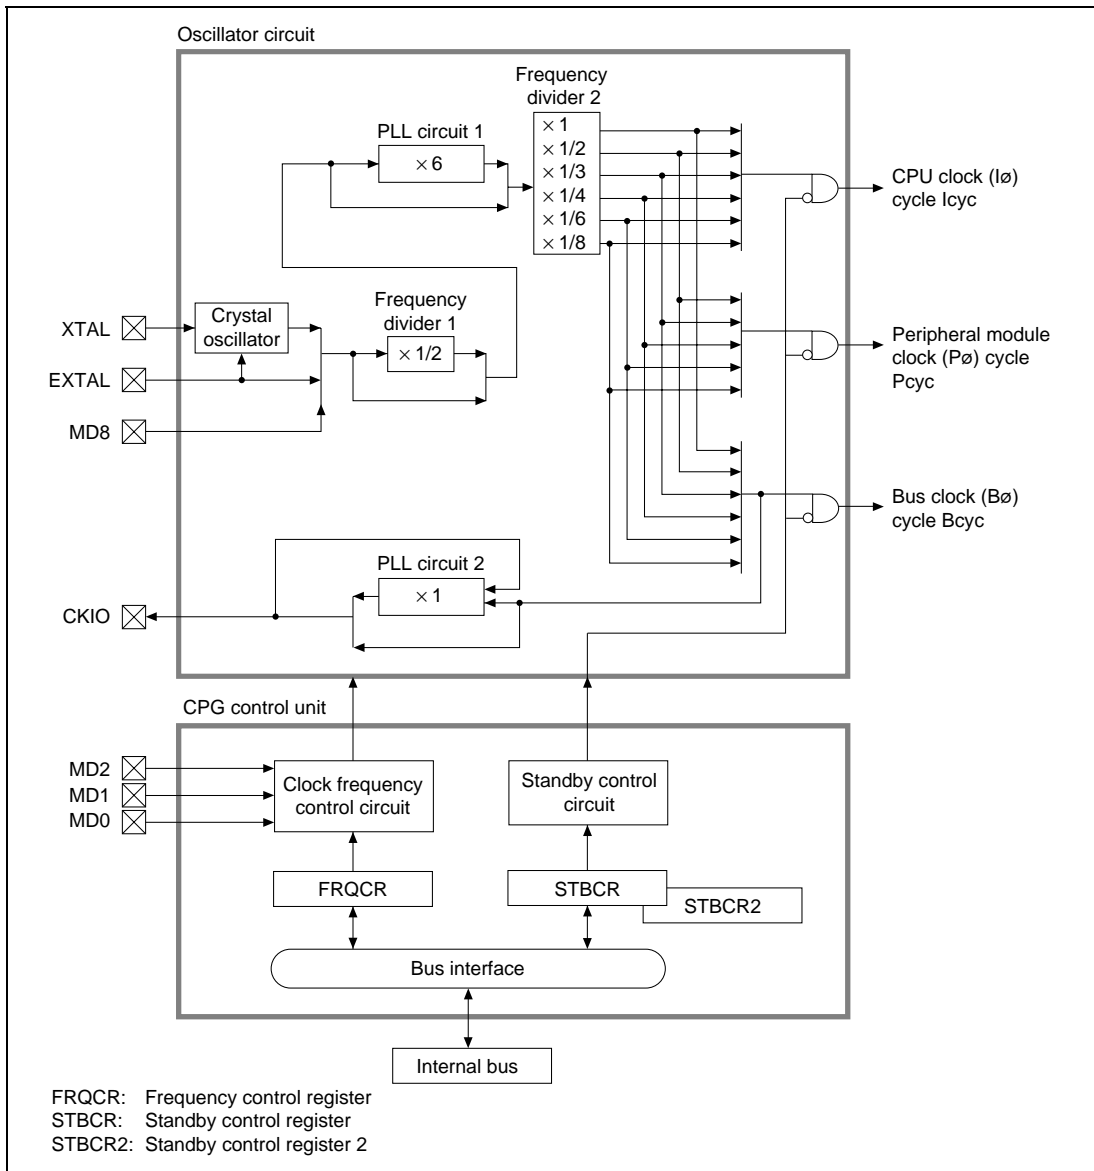 Oscillator circuit
Frequency
divider 2
PLL circuit 1
× 6
× 1
× 1/2
× 1/3
× 1/4
× 1/6
× 1/8
CPU clock (Iø)
cycle Icyc
XTAL
Crystal
oscillator
Frequency
divider 1
× 1/2
EXTAL
MD8
Peripheral module
clock (Pø) cycle
Pcyc
Bus clock (Bø)
cycle Bcyc
PLL circuit 2
× 1
CKIO
CPG control unit
MD2
MD1
MD0
Clock frequency
control circuit
Standby control
circuit
FRQCR
STBCR
STBCR2
Bus interface
Internal bus
FRQCR: Frequency control register
STBCR: Standby control register
STBCR2: Standby control register 2